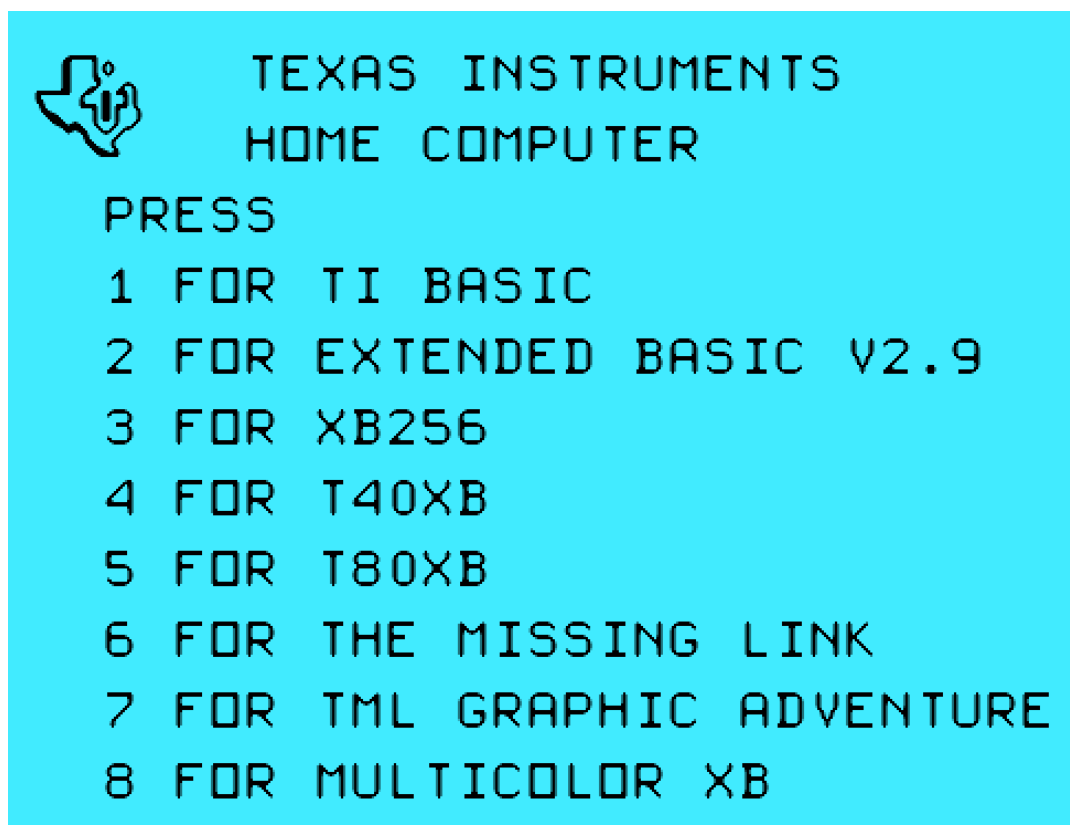 TEXAS INSTRUMENTS
HOME COMPUTER
PRESS
1 FOR TI BASIC
2 FOR EXTENDED BASIC V2.9
3 FOR XB256
4 FOR T40XB
5 FOR T80XB
6 FOR THE MISSING LINK
7 FOR TML GRAPHIC ADVENTURE
8 FOR MULTICOLOR XB